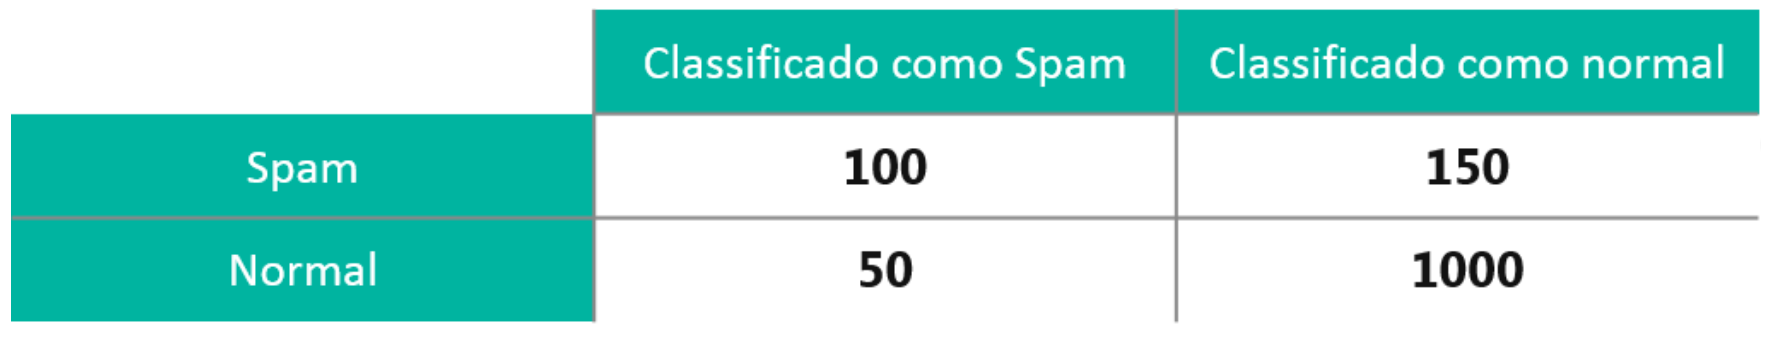 Classificado como Spam Classificado como normal
Spam 100 150
Normal 50 1000